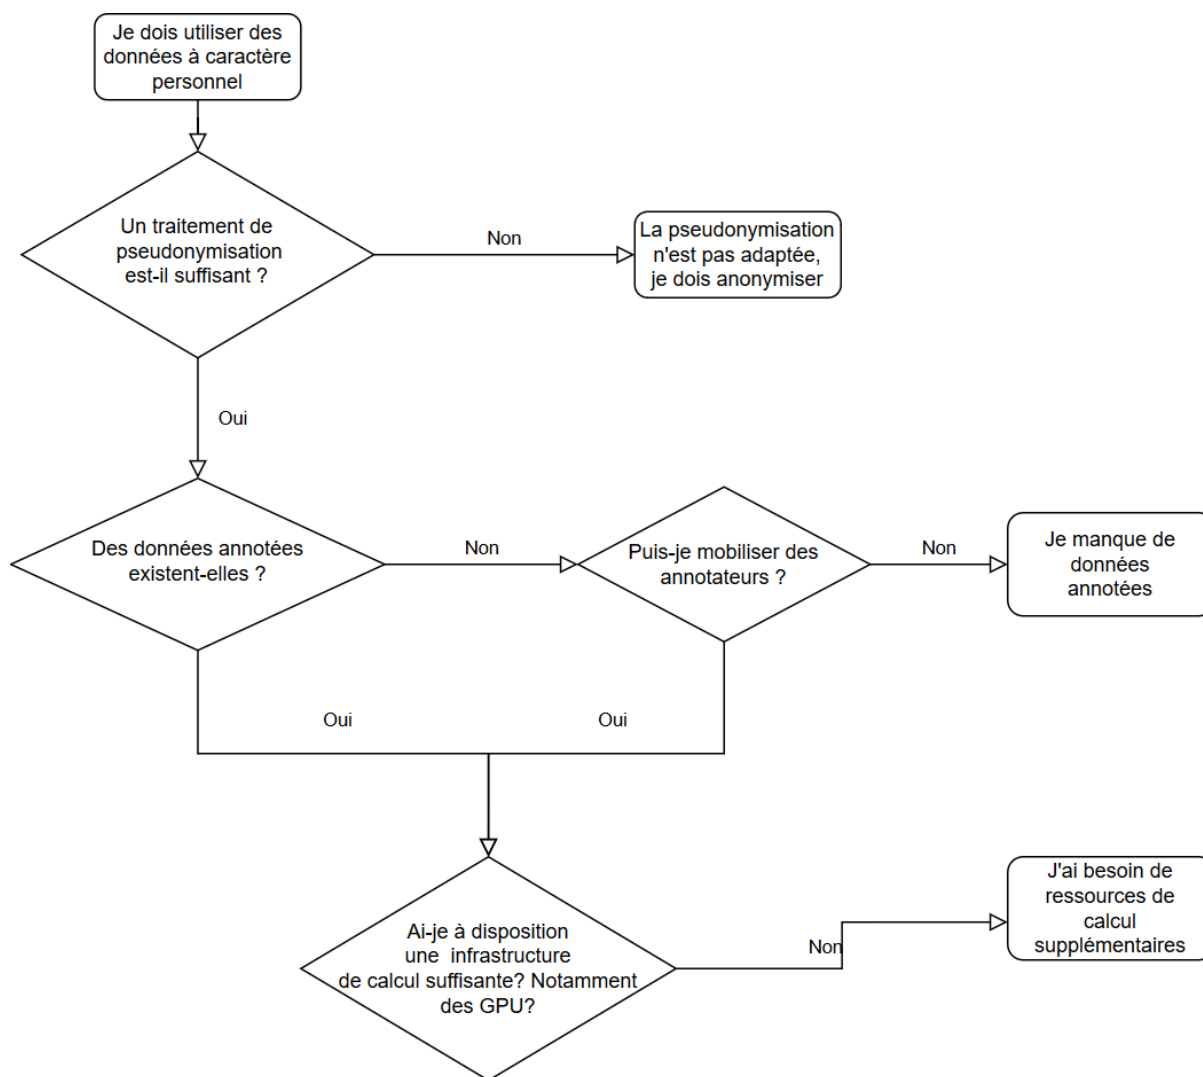 Je dois utiliser des
données à caractère
personnel
Un traitement de
pseudonymisation
est-il suffisant ?
Non
La pseudonymisation
n'est pas adaptée,
je dois anonymiser
Oui
Des données annotées
existent-elles ?
Non
Puis-je mobiliser des
annotateurs ?
Non
Je manque de
données
annotées
Oui
Oui
Ai-je à disposition
une infrastructure
de calcul suffisante? Notamment
des GPU?
Non
J'ai besoin de
ressources de
calcul
supplémentaires